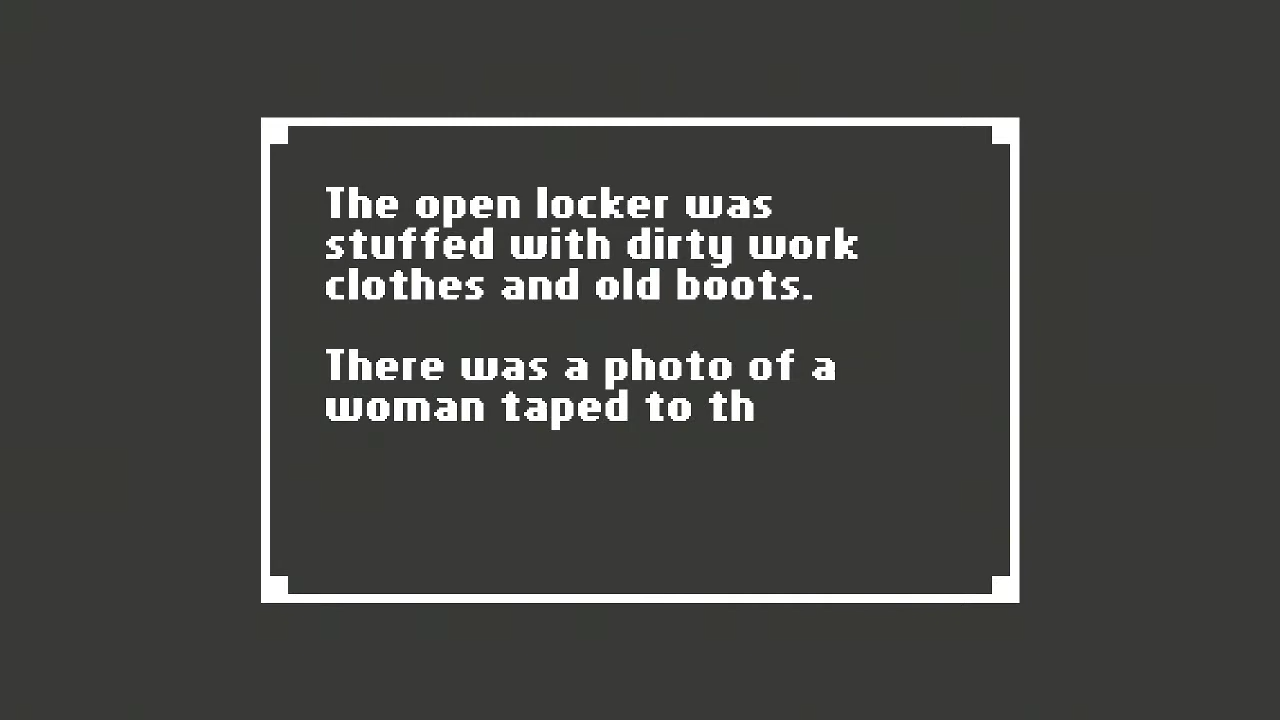 The open locker was
stuffed with dirty work
clothes and old boots.
There was a photo of a
woman taped to th